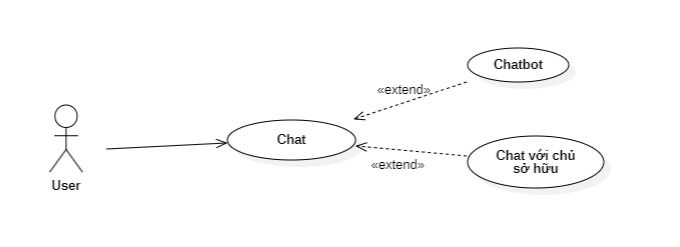 Chatbot
«extend»
Chat
User
«extend»
Chat với chủ
sở hữu